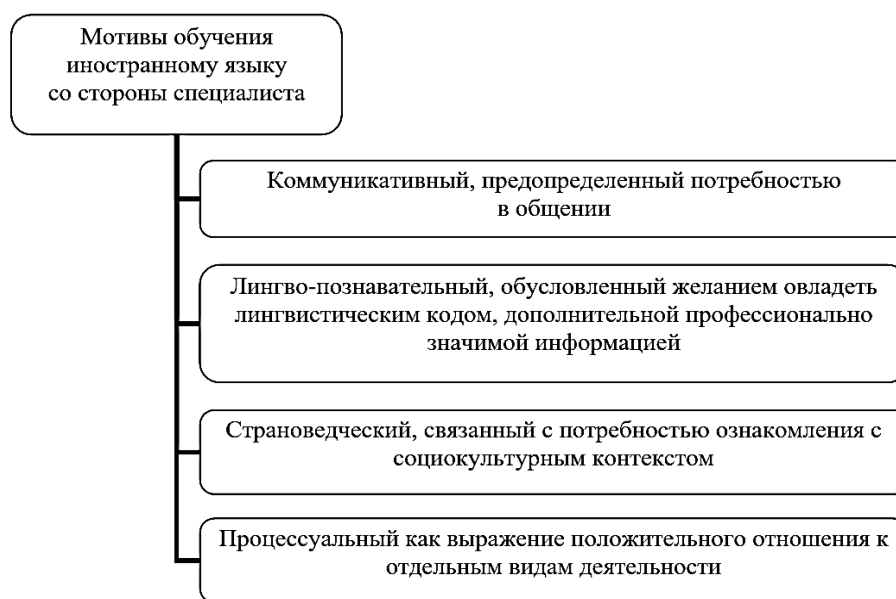 Мотивы обучения
иностранному языку
со стороны специалиста
Коммуникативный, предопределенный потребностью
в общении
Лингво-познавательный, обусловленный желанием овладеть
лингвистическим кодом, дополнительной профессионально
значимой информацией
Страноведческий, связанный с потребностью ознакомления с
социокультурным контекстом
Процессуальный как выражение положительного отношения к
отдельным видам деятельности